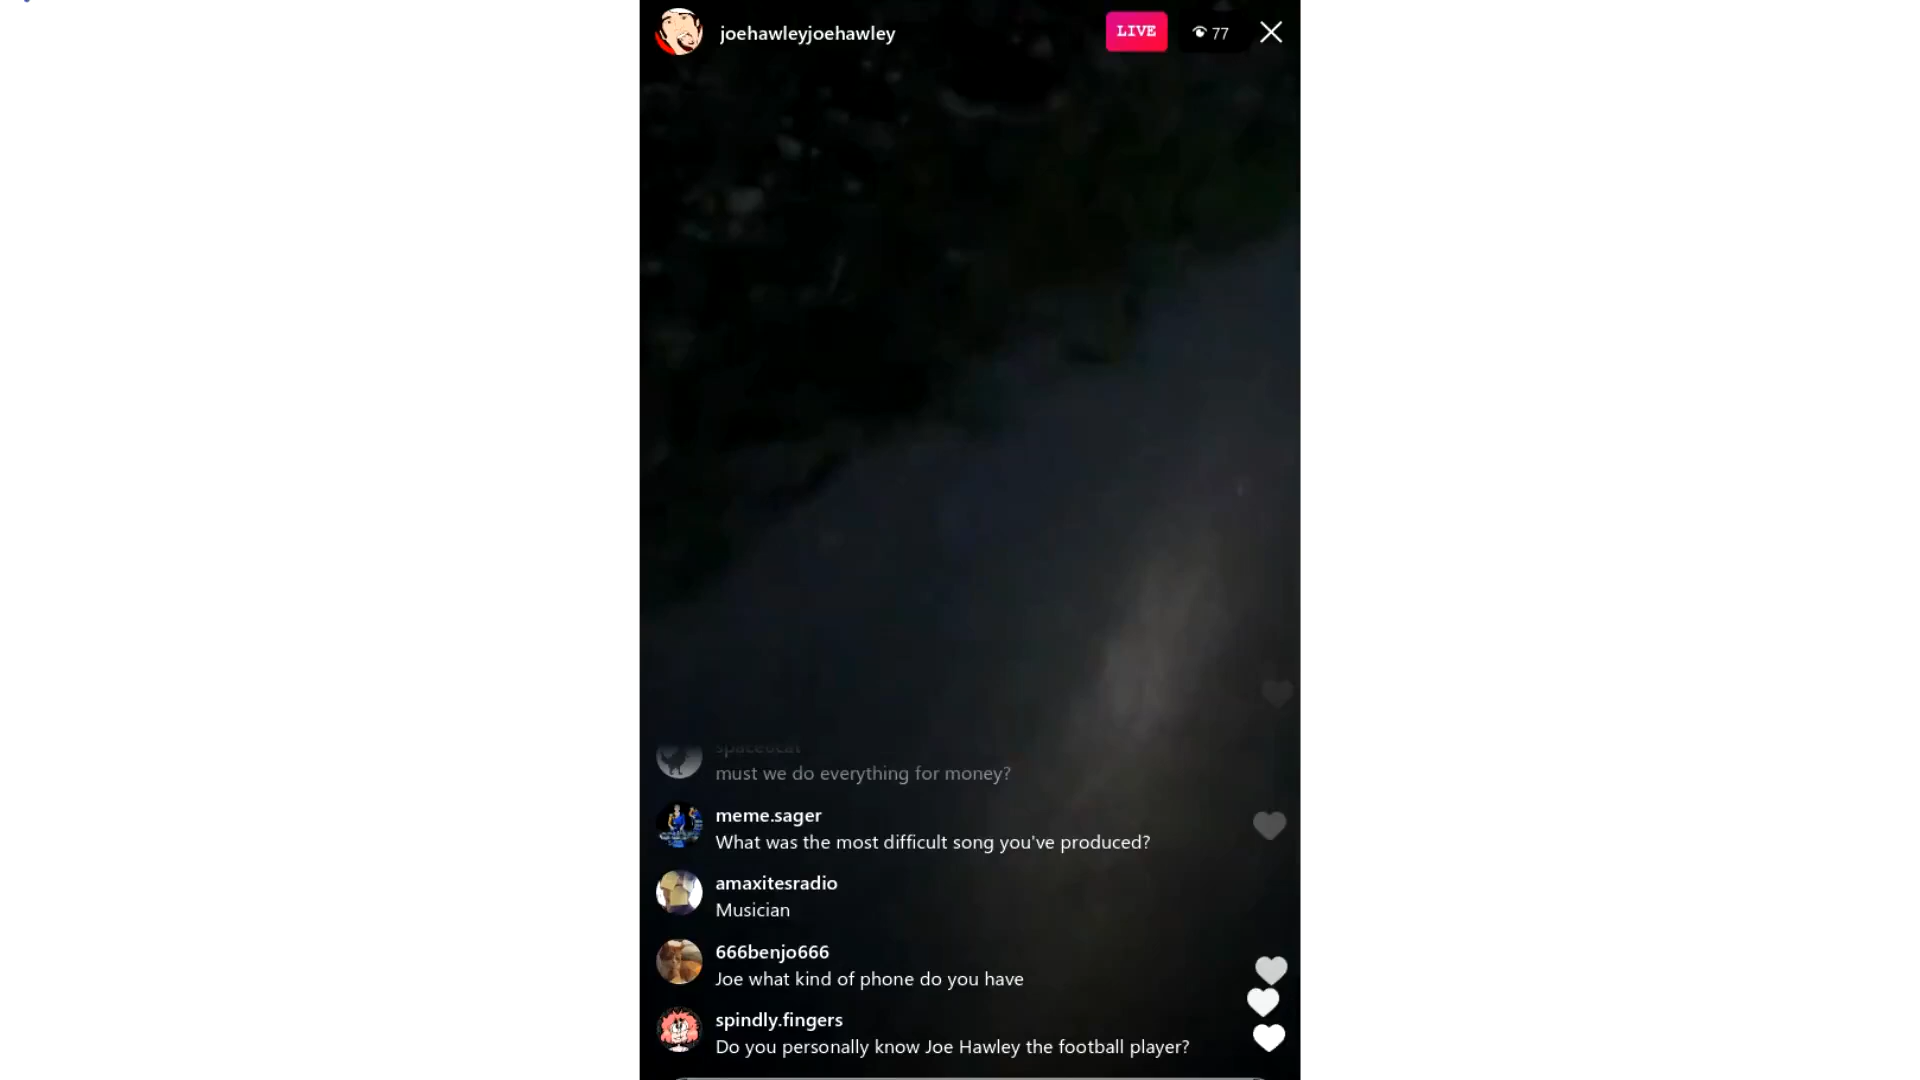 joehawleyjoehawley
LIVE
77
must we do everything for money?
meme.sager
What was the most difficult song you've produced?
amaxitesradio
Musician
666benjo666
Joe what kind of phone do you have
spindly.fingers
Do you personally know Joe Hawley the football player?